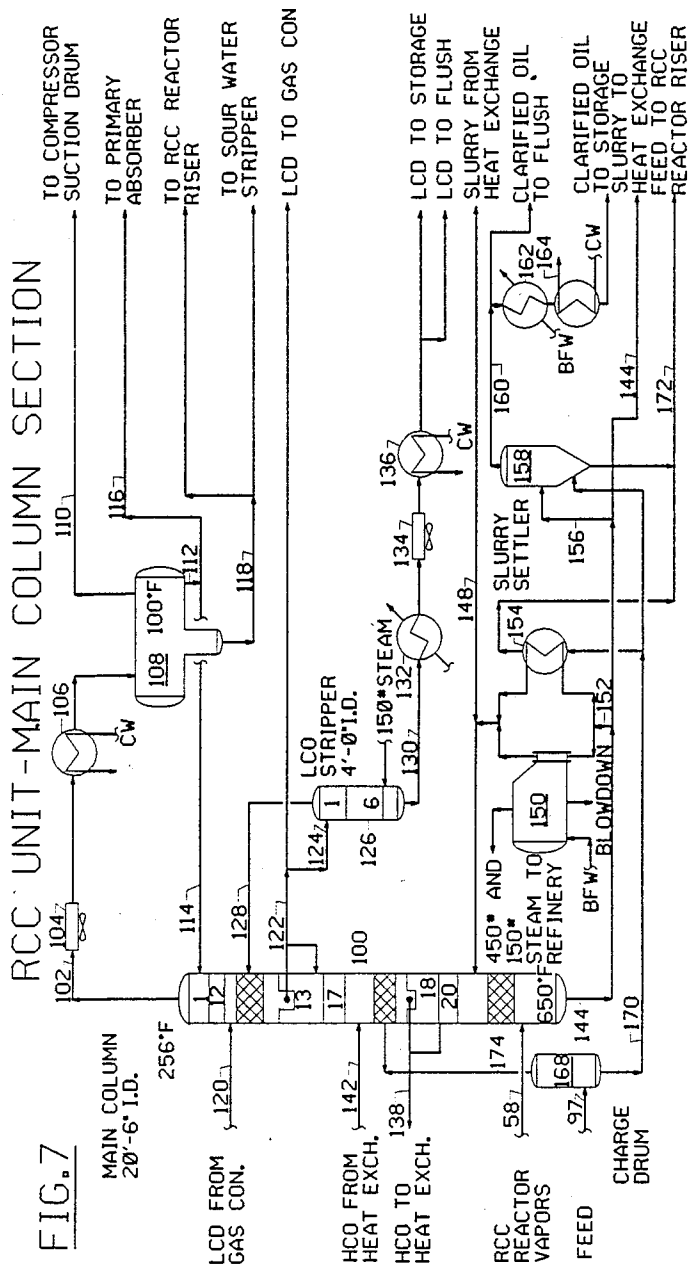 RCC UNIT-MAIN COLUMN SECTION
FIG.7
MAIN COLUMN
20'-6" I.D.
256°F
102
104
106
CW
108
100°F
110
TO COMPRESSOR
SUCTION DRUM
112
116
TO PRIMARY
ABSORBER
TO RCC REACTOR
RISER
118
TO SOUR WATER
STRIPPER
114
128
122
LCD TO GAS CON
120
LCD FROM
GAS CON.
1
12
13
17
18
20
100
650°F
124
LCO
STRIPPER
4'-0" I.D.
1
6
126
150# STEAM
130
132
134
136
CW
LCD TO STORAGE
LCD TO FLUSH
142
HCO FROM
HEAT EXCH.
138
HCO TO
HEAT EXCH.
148
SLURRY FROM
HEAT EXCHANGE
58
RCC
REACTOR
VAPORS
174
168
97
FEED
CHARGE
DRUM
144
170
450# AND
150#
STEAM TO
REFINERY
150
BFW
BLOWDOWN
152
154
SLURRY
SETTLER
156
158
160
162
164
BFW
CW
CLARIFIED OIL
TO FLUSH
CLARIFIED OIL
TO STORAGE
144
SLURRY TO
HEAT EXCHANGE
172
FEED TO RCC
REACTOR RISER